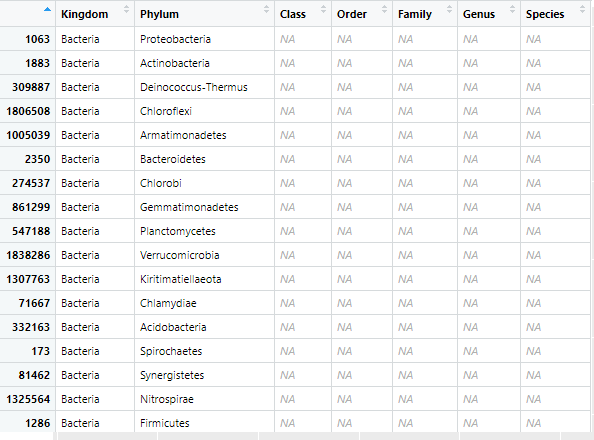 Kingdom Phylum Class Order Family Genus Species
1063 Bacteria Proteobacteria NA NA NA NA NA
1883 Bacteria Actinobacteria NA NA NA NA NA
309887 Bacteria Deinococcus-Thermus NA NA NA NA NA
1806508 Bacteria Chloroflexi NA NA NA NA NA
1005039 Bacteria Armatimonadetes NA NA NA NA NA
2350 Bacteria Bacteroidetes NA NA NA NA NA
274537 Bacteria Chlorobi NA NA NA NA NA
861299 Bacteria Gemmatimonadetes NA NA NA NA NA
547188 Bacteria Planctomycetes NA NA NA NA NA
1838286 Bacteria Verrucomicrobia NA NA NA NA NA
1307763 Bacteria Kiritimatiellaeota NA NA NA NA NA
71667 Bacteria Chlamydiae NA NA NA NA NA
332163 Bacteria Acidobacteria NA NA NA NA NA
173 Bacteria Spirochaetes NA NA NA NA NA
81462 Bacteria Synergistetes NA NA NA NA NA
1325564 Bacteria Nitrospirae NA NA NA NA NA
1286 Bacteria Firmicutes NA NA NA NA NA